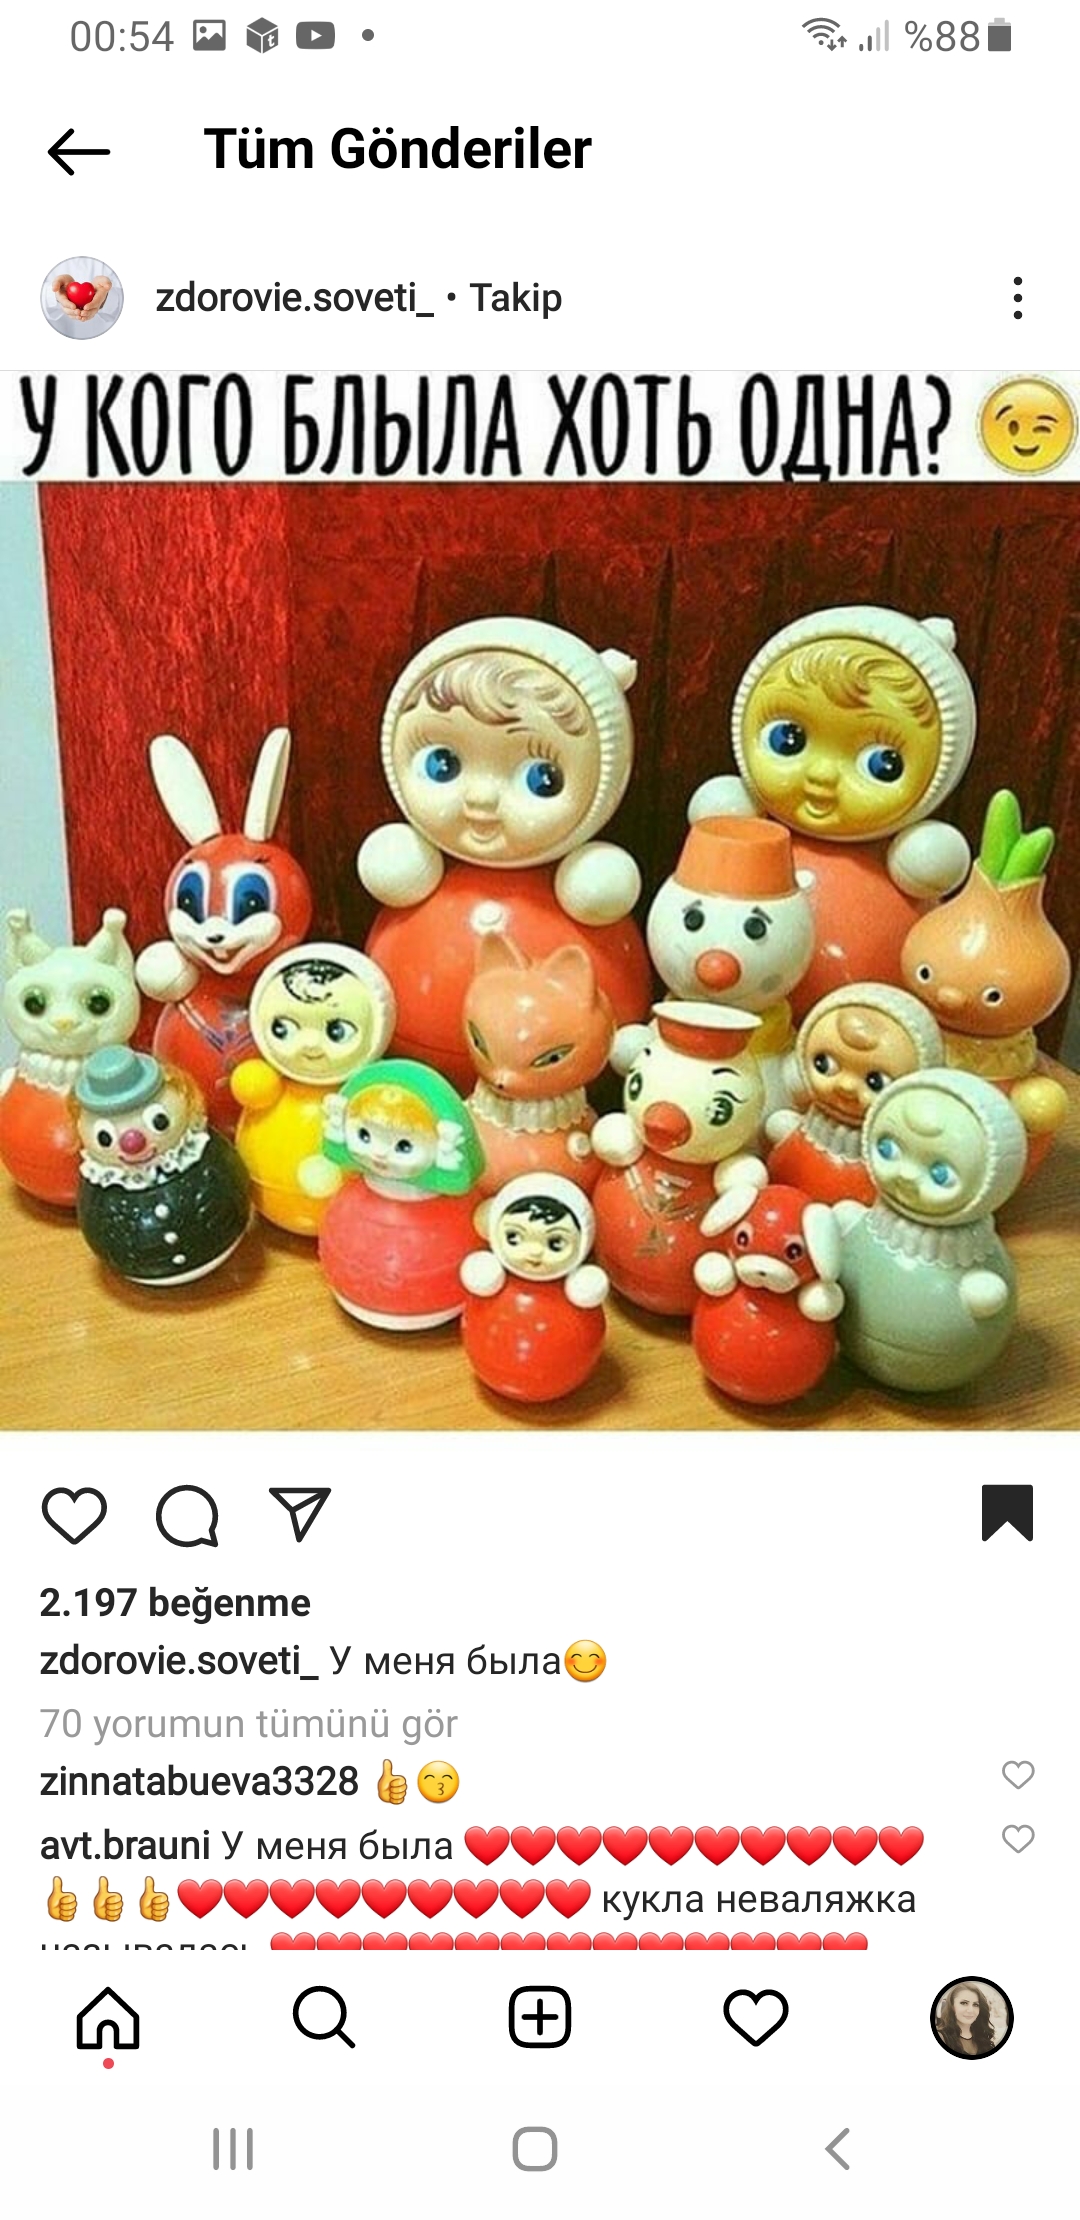 00:54
%88
Tüm Gönderiler
zdorovie.soveti_ • Takip
У КОГО БЛЫЛА ХОТЬ ОДНА? 😉
2.197 beğenme
zdorovie.soveti_ У меня была😊
70 yorumun tümünü gör
zinnatabueva3328 👍😙
avt.brauni У меня была ❤❤❤❤❤❤❤❤❤❤
👍👍👍❤❤❤❤❤❤❤❤❤ кукла неваляжка
называлась ❤❤❤❤❤❤❤❤❤❤❤❤❤